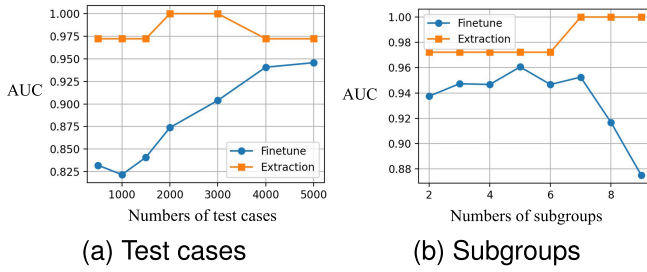 1.000
0.975
0.950
0.925
AUC
0.900
0.875
0.850
0.825
Finetune
Extraction
1000 2000 3000 4000 5000
Numbers of test cases
(a) Test cases
1.00
0.98
0.96
0.94
AUC
0.92
0.90
0.88
Finetune
Extraction
2 4 6 8
Numbers of subgroups
(b) Subgroups